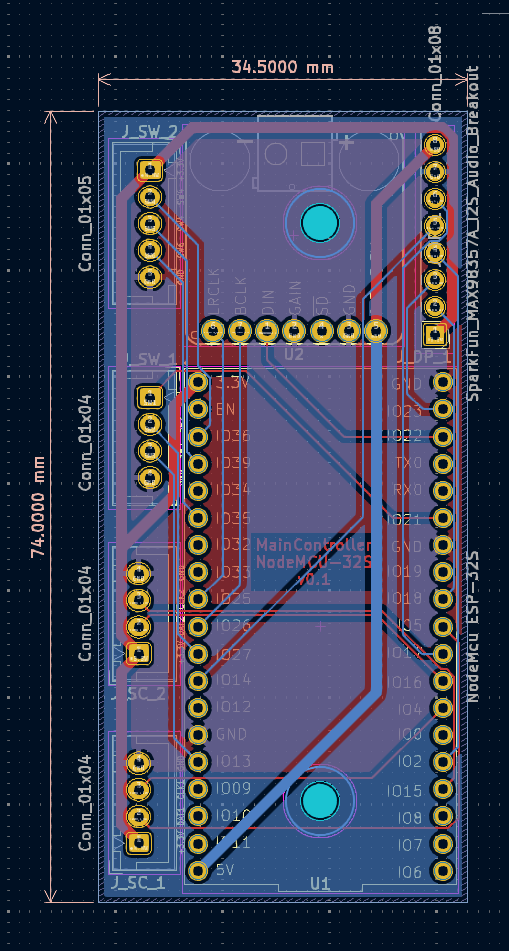 Conn_01x08
34.5000 mm
SparkFun_MAX98357A_I2S_Audio_Breakout
J_SW_2
Conn_01x05
RCLK
BCLK
DIN
GAIN
SD
GND
U2
J_DP_1
74.0000 mm
J_SW_1
Conn_01x04
3.3V
EN
IO36
IO39
IO34
IO35
IO32
IO33
IO25
IO26
IO27
IO14
IO12
GND
IO13
IO09
IO10
IO11
5V
GND
IO23
IO22
TX0
RX0
IO21
GND
IO19
IO18
IO5
IO17
IO16
IO4
IO0
IO2
IO15
IO8
IO7
IO6
MainController
NodeMCU-32S
v0.1
Conn_01x04
J_SC_2
NodeMcu ESP-32S
Conn_01x04
J_SC_1
U1